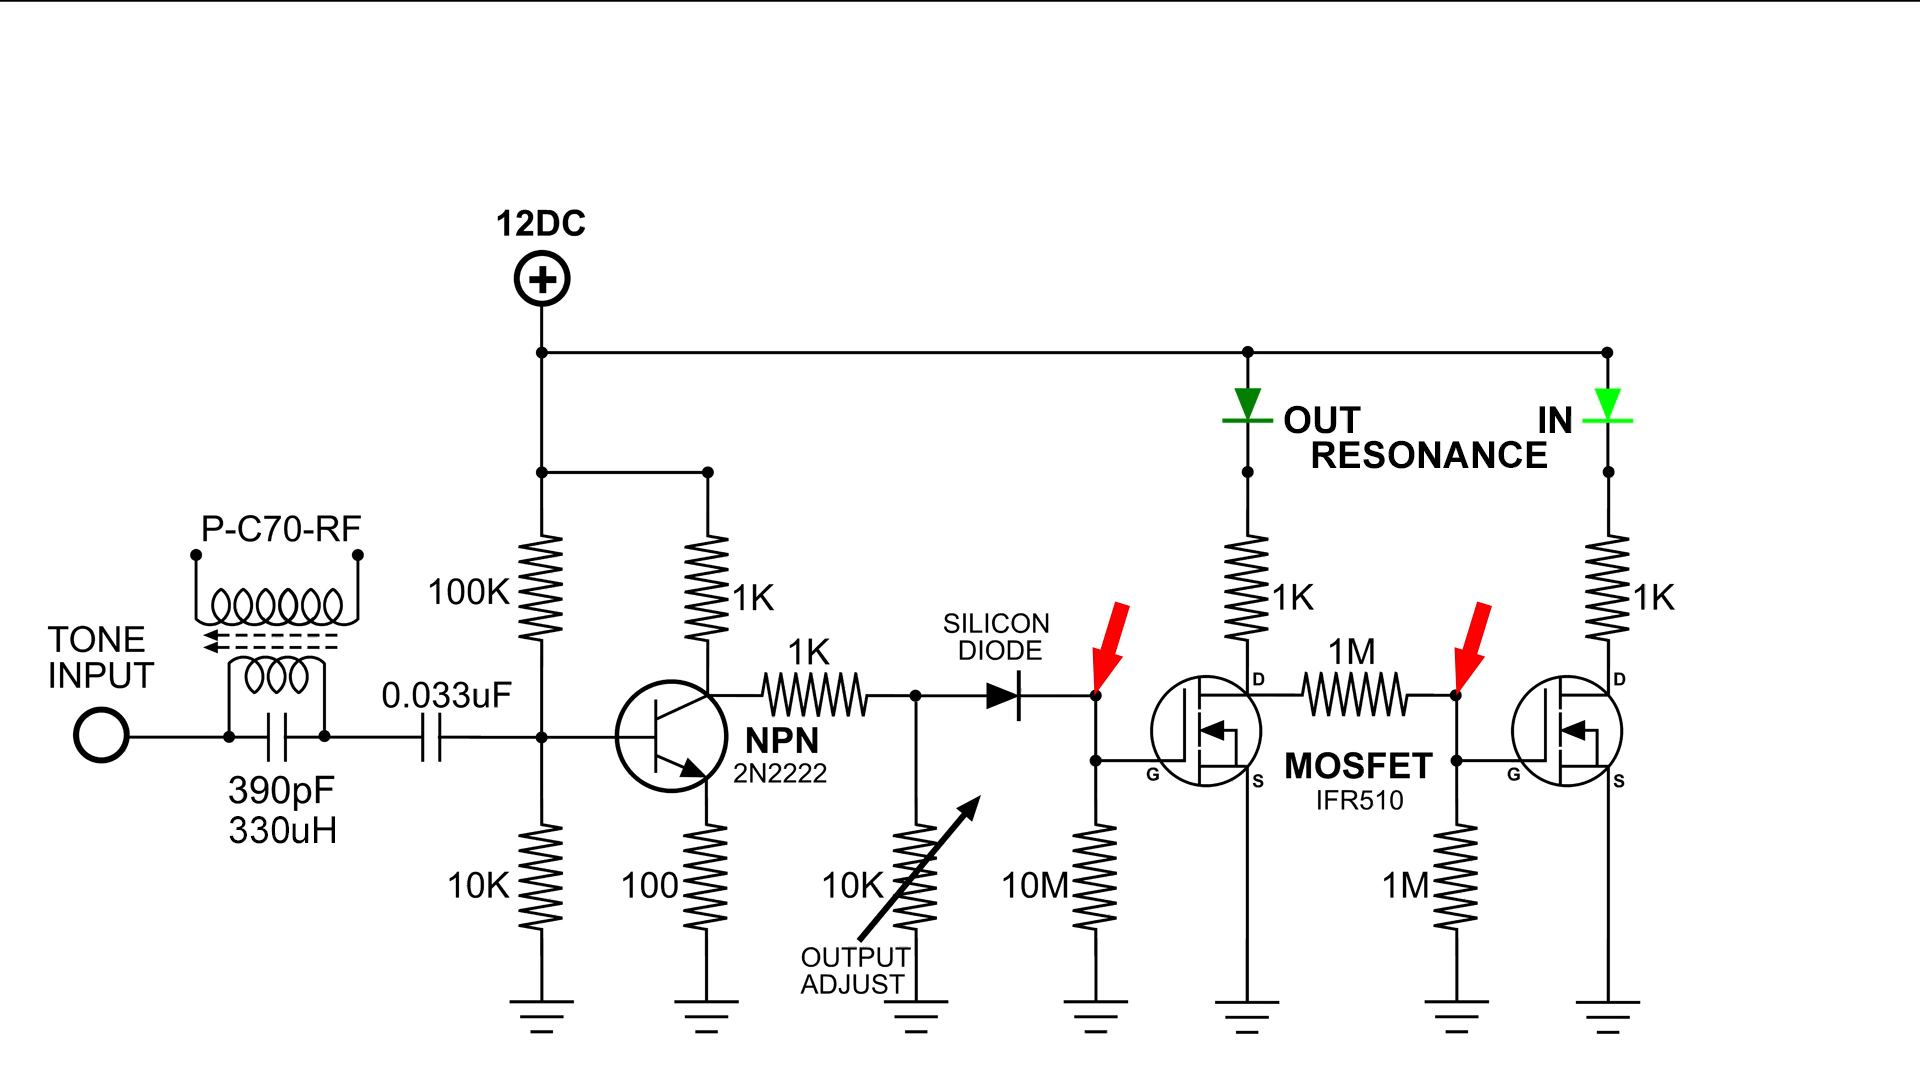 12DC
OUT
IN
RESONANCE
P-C70-RF
100K
1K
1K
1K
TONE
INPUT
SILICON
DIODE
1K
1M
0.033uF
D
D
NPN
2N2222
MOSFET
IFR510
G
S
G
S
390pF
330uH
10K
100
10K
10M
1M
OUTPUT
ADJUST